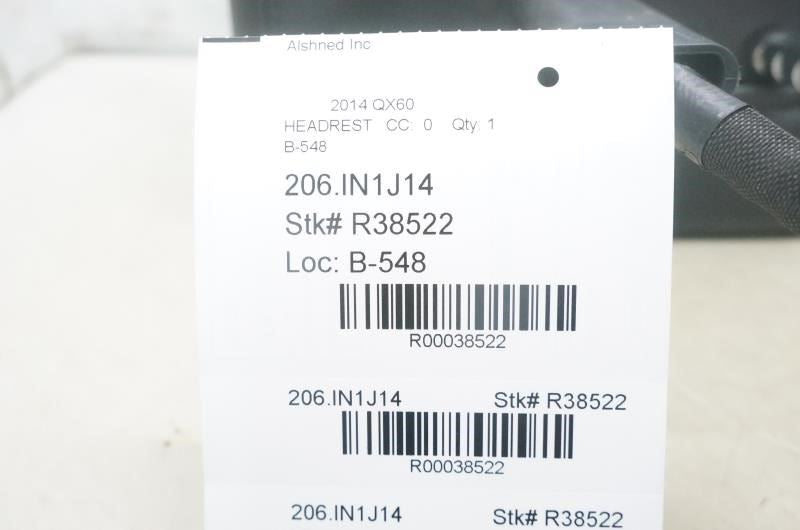 Alshned Inc
2014 QX60
HEADREST CC: 0 Qty: 1
B-548
206.IN1J14
Stk# R38522
Loc: B-548
R00038522
206.IN1J14 Stk# R38522
R00038522
206.IN1J14 Stk# R38522